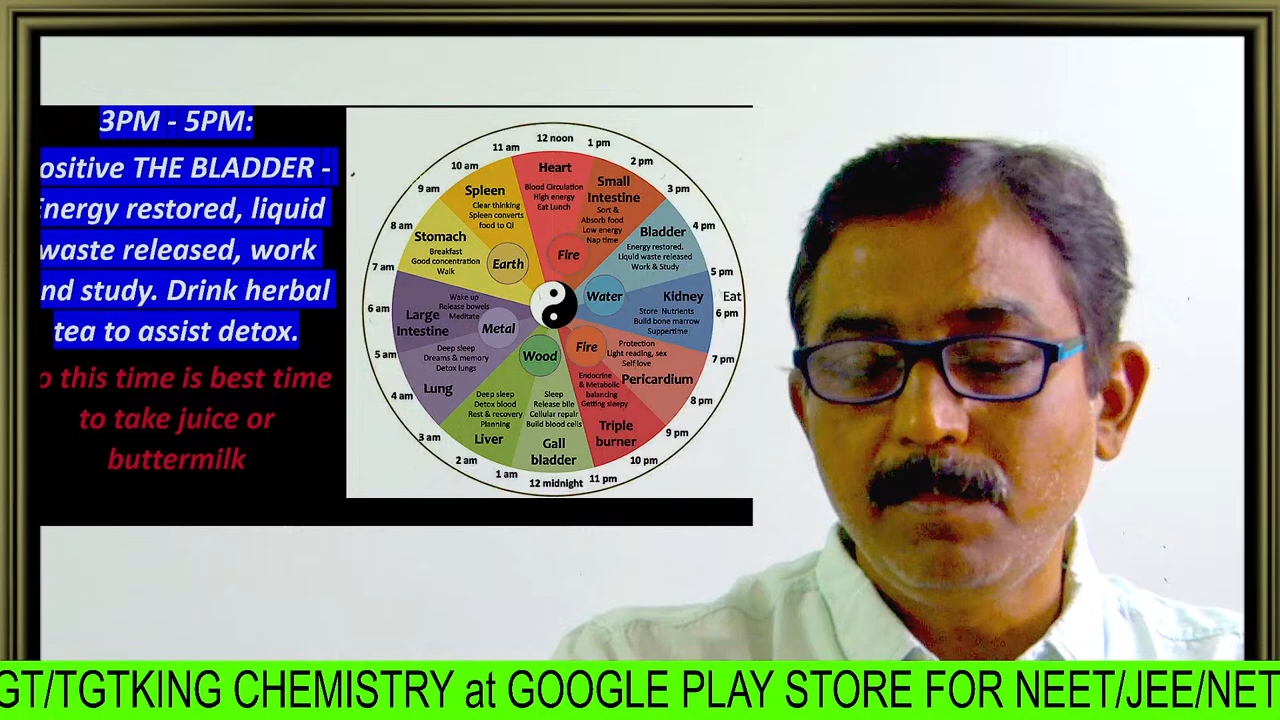 3PM - 5PM:
ositive THE BLADDER -
Energy restored, liquid
waste released, work
nd study. Drink herbal
tea to assist detox.
o this time is best time
to take juice or
buttermilk
12 noon
1 pm
2 pm
3 pm
4 pm
5 pm
Eat
6 pm
7 pm
8 pm
9 pm
10 pm
11 pm
12 midnight
1 am
2 am
3 am
4 am
5 am
6 am
7 am
8 am
9 am
10 am
11 am
Heart
Blood Circulation
High energy
Eat Lunch
Small
Intestine
Sort &
Absorb food
Low energy
Nap time
Fire
Bladder
Energy restored.
Liquid waste released
Work & Study
Water
Kidney
Store Nutrients
Build bone marrow
Suppertime
Protection
Light reading, sex
Self love
Pericardium
Fire
Endocrine
& Metabolic
balancing
Getting sleepy
Triple
burner
Sleep
Release bile
Cellular repair
Build blood cells
Gall
bladder
Wood
Deep sleep
Detox blood
Rest & recovery
Planning
Liver
Deep sleep
Dreams & memory
Detox lungs
Lung
Metal
Wake up
Release bowels
Meditate
Large
Intestine
Stomach
Breakfast
Good concentration
Walk
Earth
Spleen
Clear thinking
Spleen converts
food to QI
GT/TGTKING CHEMISTRY at GOOGLE PLAY STORE FOR NEET/JEE/NET